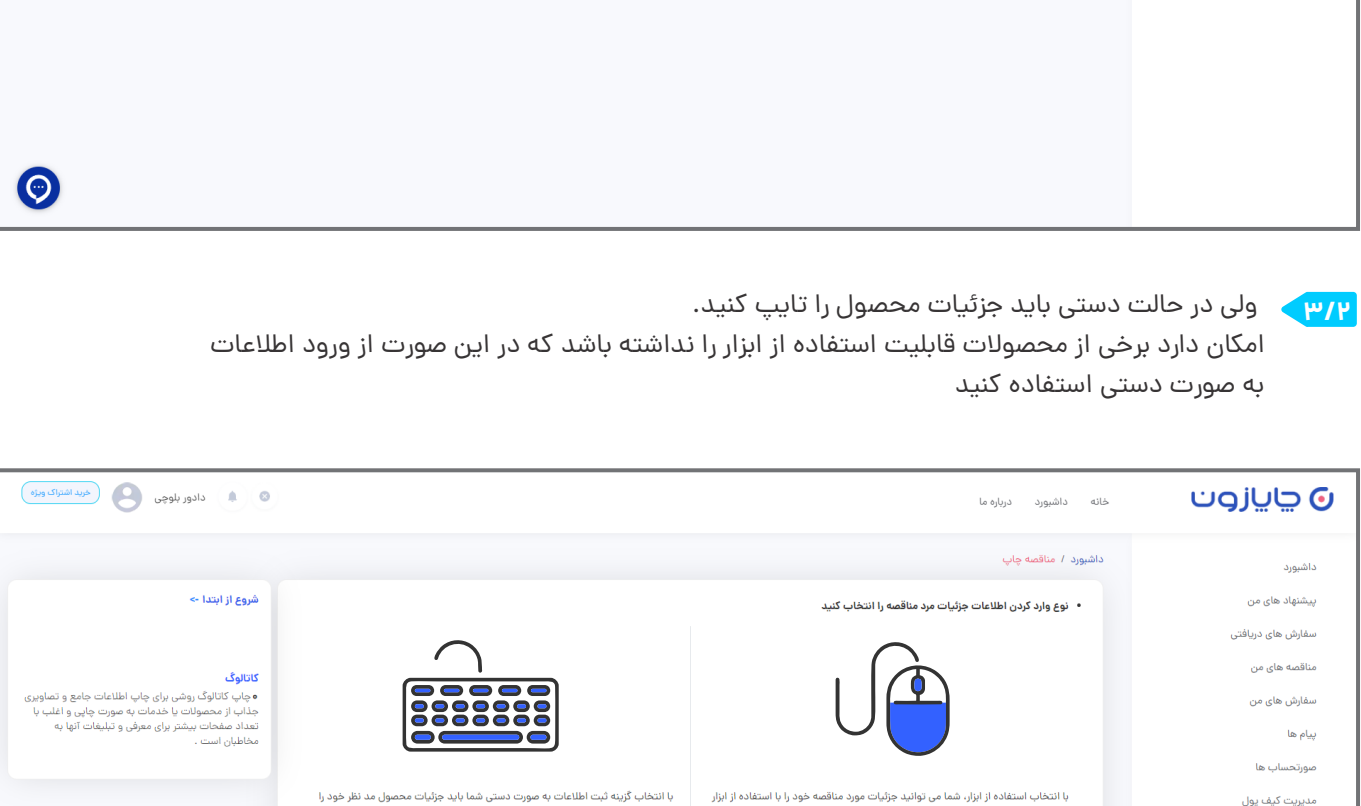 ۳/۲
ولی در حالت دستی باید جزئیات محصول را تایپ کنید.
امکان دارد برخی از محصولات قابلیت استفاده از ابزار را نداشته باشد که در این صورت از ورود اطلاعات
به صورت دستی استفاده کنید
چاپازون
خانه داشبورد درباره ما
دادور بلوچی
خرید اشتراک ویژه
داشبورد / مناقصه چاپ
داشبورد
پیشنهاد های من
سفارش های دریافتی
مناقصه های من
سفارش های من
پیام ها
صورتحساب ها
مدیریت کیف پول
• نوع وارد کردن اطلاعات جزئیات مرد مناقصه را انتخاب کنید
با انتخاب استفاده از ابزار، شما می توانید جزئیات مورد مناقصه خود را با استفاده از ابزار
با انتخاب گزینه ثبت اطلاعات به صورت دستی شما باید جزئیات محصول مد نظر خود را
شروع از ابتدا ->
کاتالوگ
•چاپ کاتالوگ روشی برای چاپ اطلاعات جامع و تصاویری
جذاب از محصولات یا خدمات به صورت چاپی و اغلب با
تعداد صفحات بیشتر برای معرفی و تبلیغات آنها به
مخاطبان است .